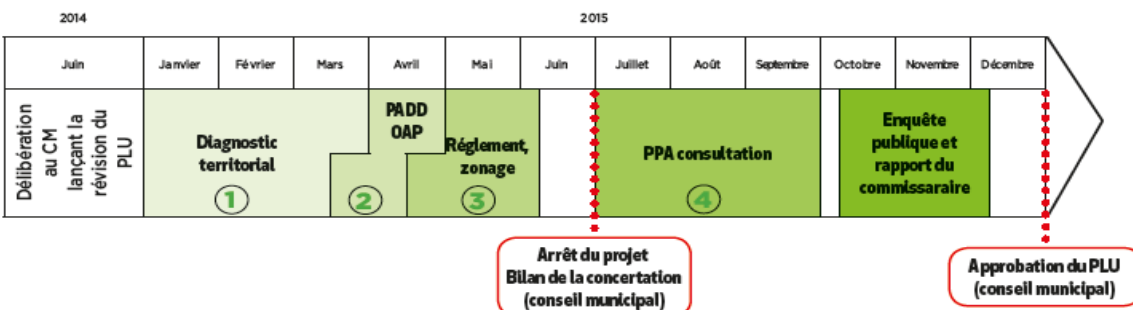 2014
2015
Juin
Janvier
Février
Mars
Avril
Mai
Juin
Juillet
Août
Septembre
Octobre
Novembre
Décembre
Délibération
au CM
lançant la
révision du
PLU
Diagnostic
territorial
1
PADD
OAP
2
Réglement,
zonage
3
PPA consultation
4
Enquête
publique et
rapport du
commissaraire
Arrêt du projet
Bilan de la concertation
(conseil municipal)
Approbation du PLU
(conseil municipal)